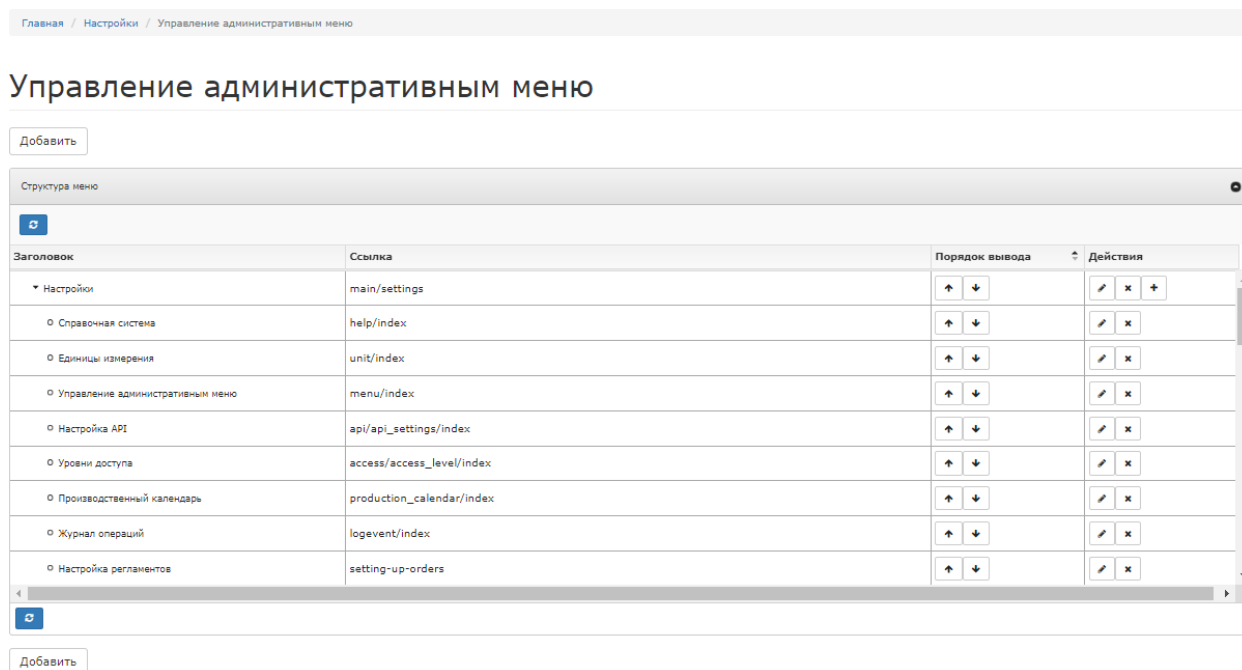 Главная / Настройки / Управление административным меню
Управление административным меню
Добавить
Структура меню
Заголовок Ссылка Порядок вывода Действия
Настройки main/settings
Справочная система help/index
Единицы измерения unit/index
Управление административным меню menu/index
Настройка API api/api_settings/index
Уровни доступа access/access_level/index
Производственный календарь production_calendar/index
Журнал операций logevent/index
Настройка регламентов setting-up-orders
Добавить